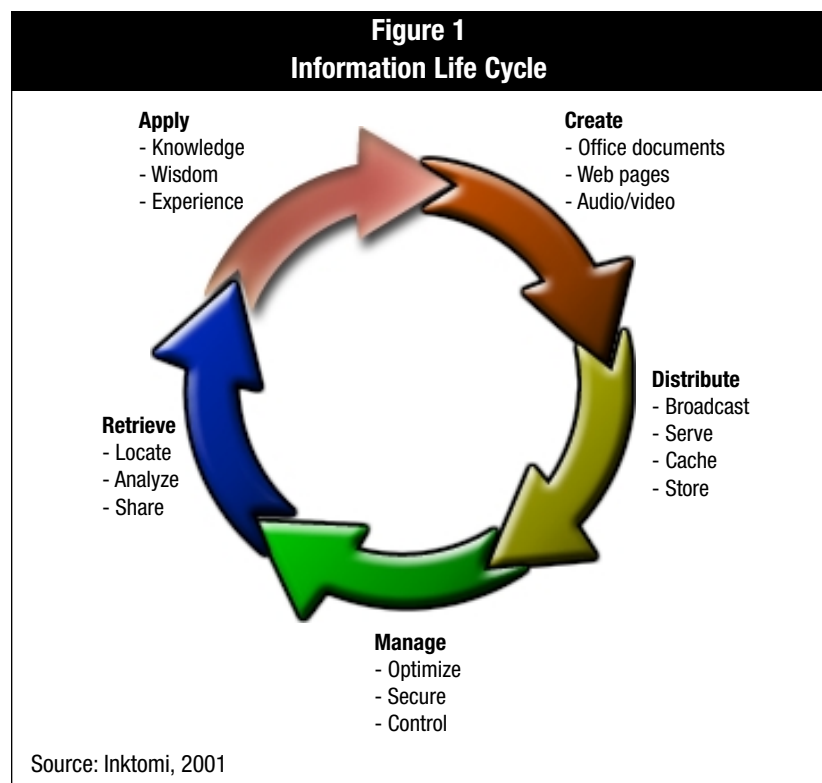 Figure 1
Information Life Cycle
Apply
- Knowledge
- Wisdom
- Experience
Create
- Office documents
- Web pages
- Audio/video
Distribute
- Broadcast
- Serve
- Cache
- Store
Retrieve
- Locate
- Analyze
- Share
Manage
- Optimize
- Secure
- Control
Source: Inktomi, 2001